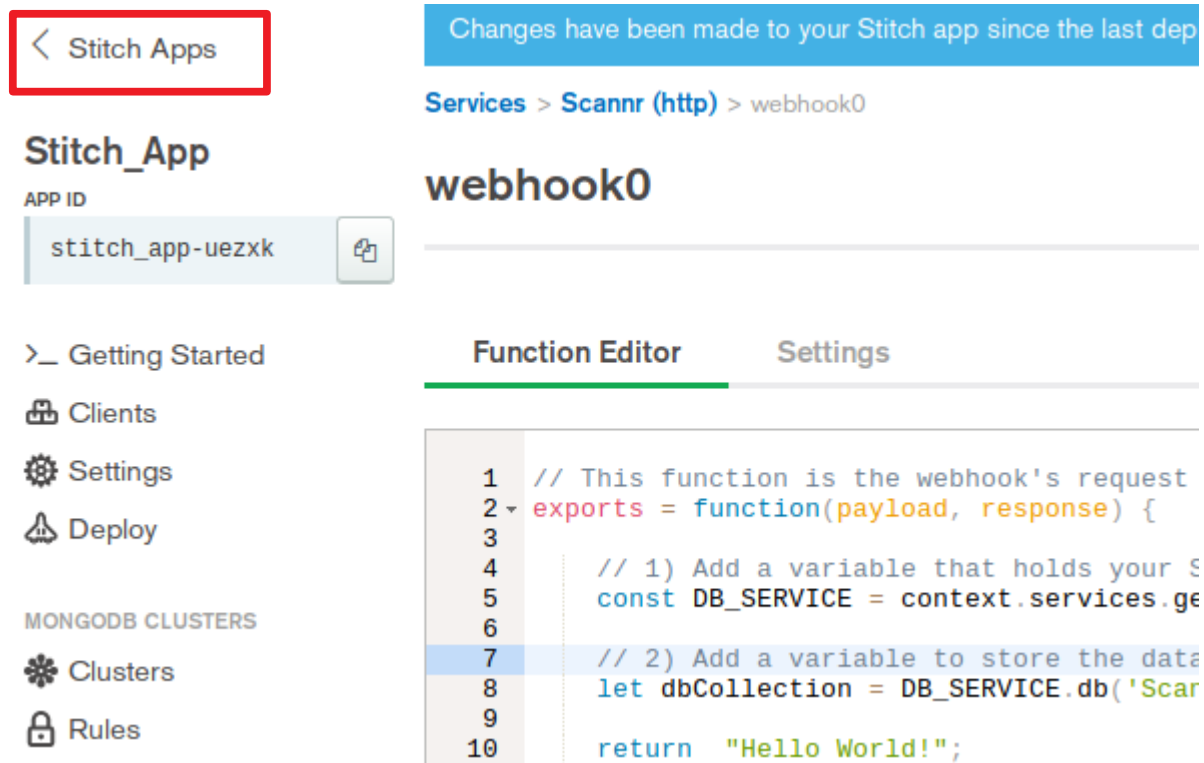 Stitch Apps
Stitch_App
APP ID
stitch_app-uezxk
Getting Started
Clients
Settings
Deploy
MONGODB CLUSTERS
Clusters
Rules
Changes have been made to your Stitch app since the last dep
Services > Scannr (http) > webhook0
webhook0
Function Editor Settings
1 // This function is the webhook's request
2 exports = function(payload, response) {
3
4 // 1) Add a variable that holds your S
5 const DB_SERVICE = context.services.ge
6
7 // 2) Add a variable to store the data
8 let dbCollection = DB_SERVICE.db('Scan
9
10 return "Hello World!";